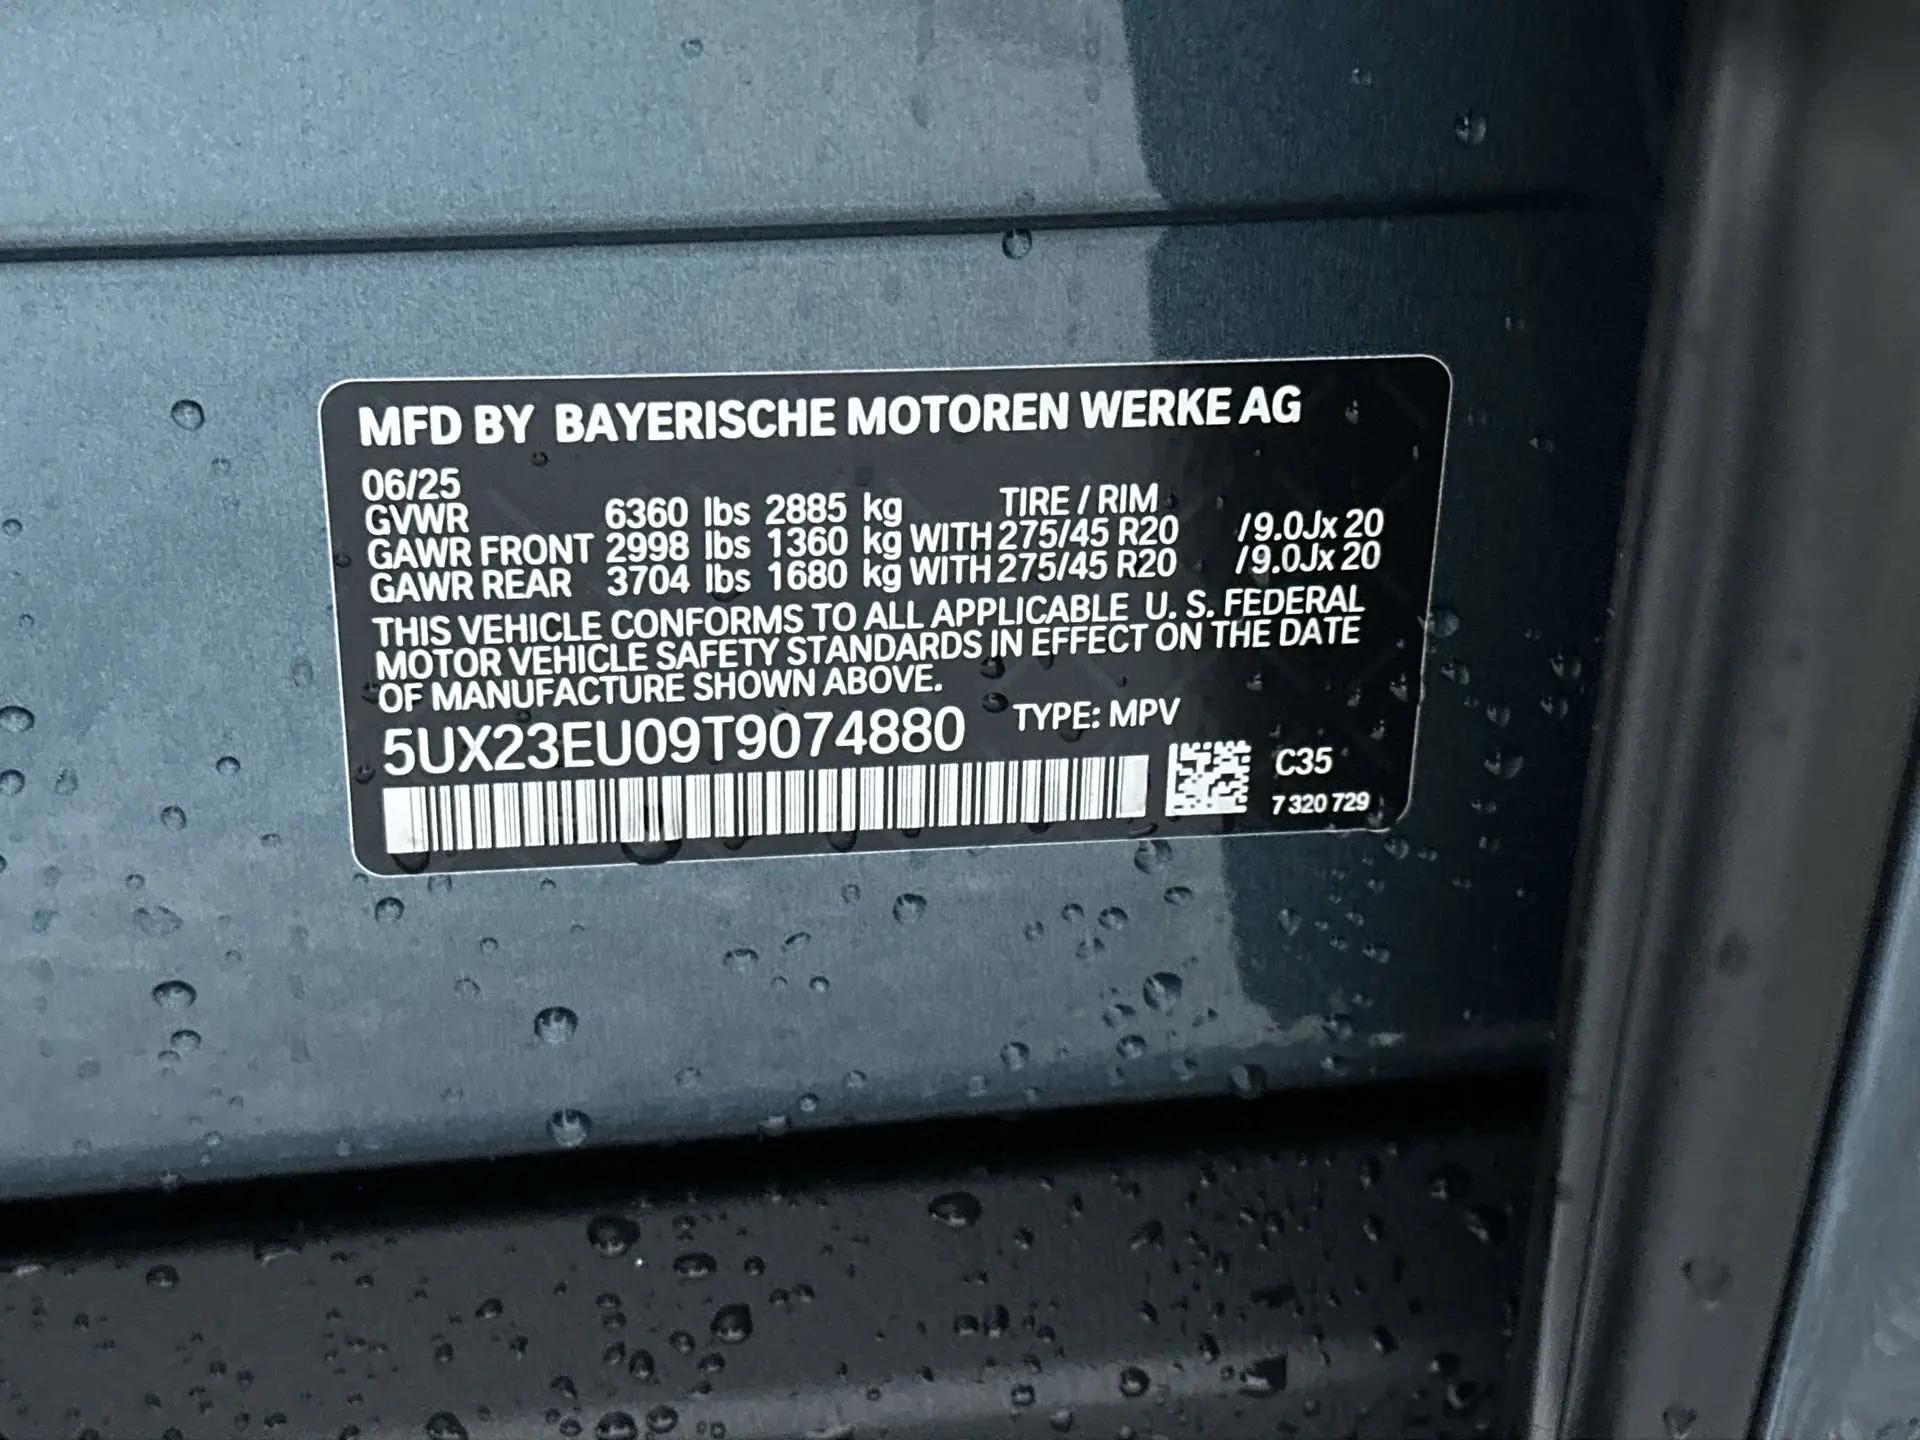 MFD BY BAYERISCHE MOTOREN WERKE AG
06/25
GVWR 6360 lbs 2885 kg TIRE / RIM
GAWR FRONT 2998 lbs 1360 kg WITH 275/45 R20 /9.0Jx 20
GAWR REAR 3704 lbs 1680 kg WITH 275/45 R20 /9.0Jx 20
THIS VEHICLE CONFORMS TO ALL APPLICABLE U. S. FEDERAL
MOTOR VEHICLE SAFETY STANDARDS IN EFFECT ON THE DATE
OF MANUFACTURE SHOWN ABOVE.
5UX23EU09T9074880 TYPE: MPV
C35
7 320 729